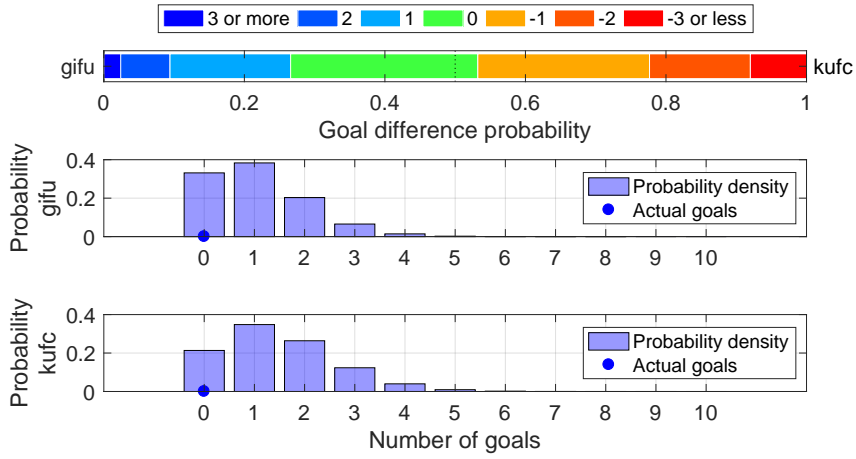 3 or more 2 1 0 -1 -2 -3 or less
gifu kufc
0 0.2 0.4 0.6 0.8 1
Goal difference probability
Probability
gifu
0.4
0.2
0
Probability density
Actual goals
0 1 2 3 4 5 6 7 8 9 10
Probability
kufc
0.4
0.2
0
Probability density
Actual goals
0 1 2 3 4 5 6 7 8 9 10
Number of goals